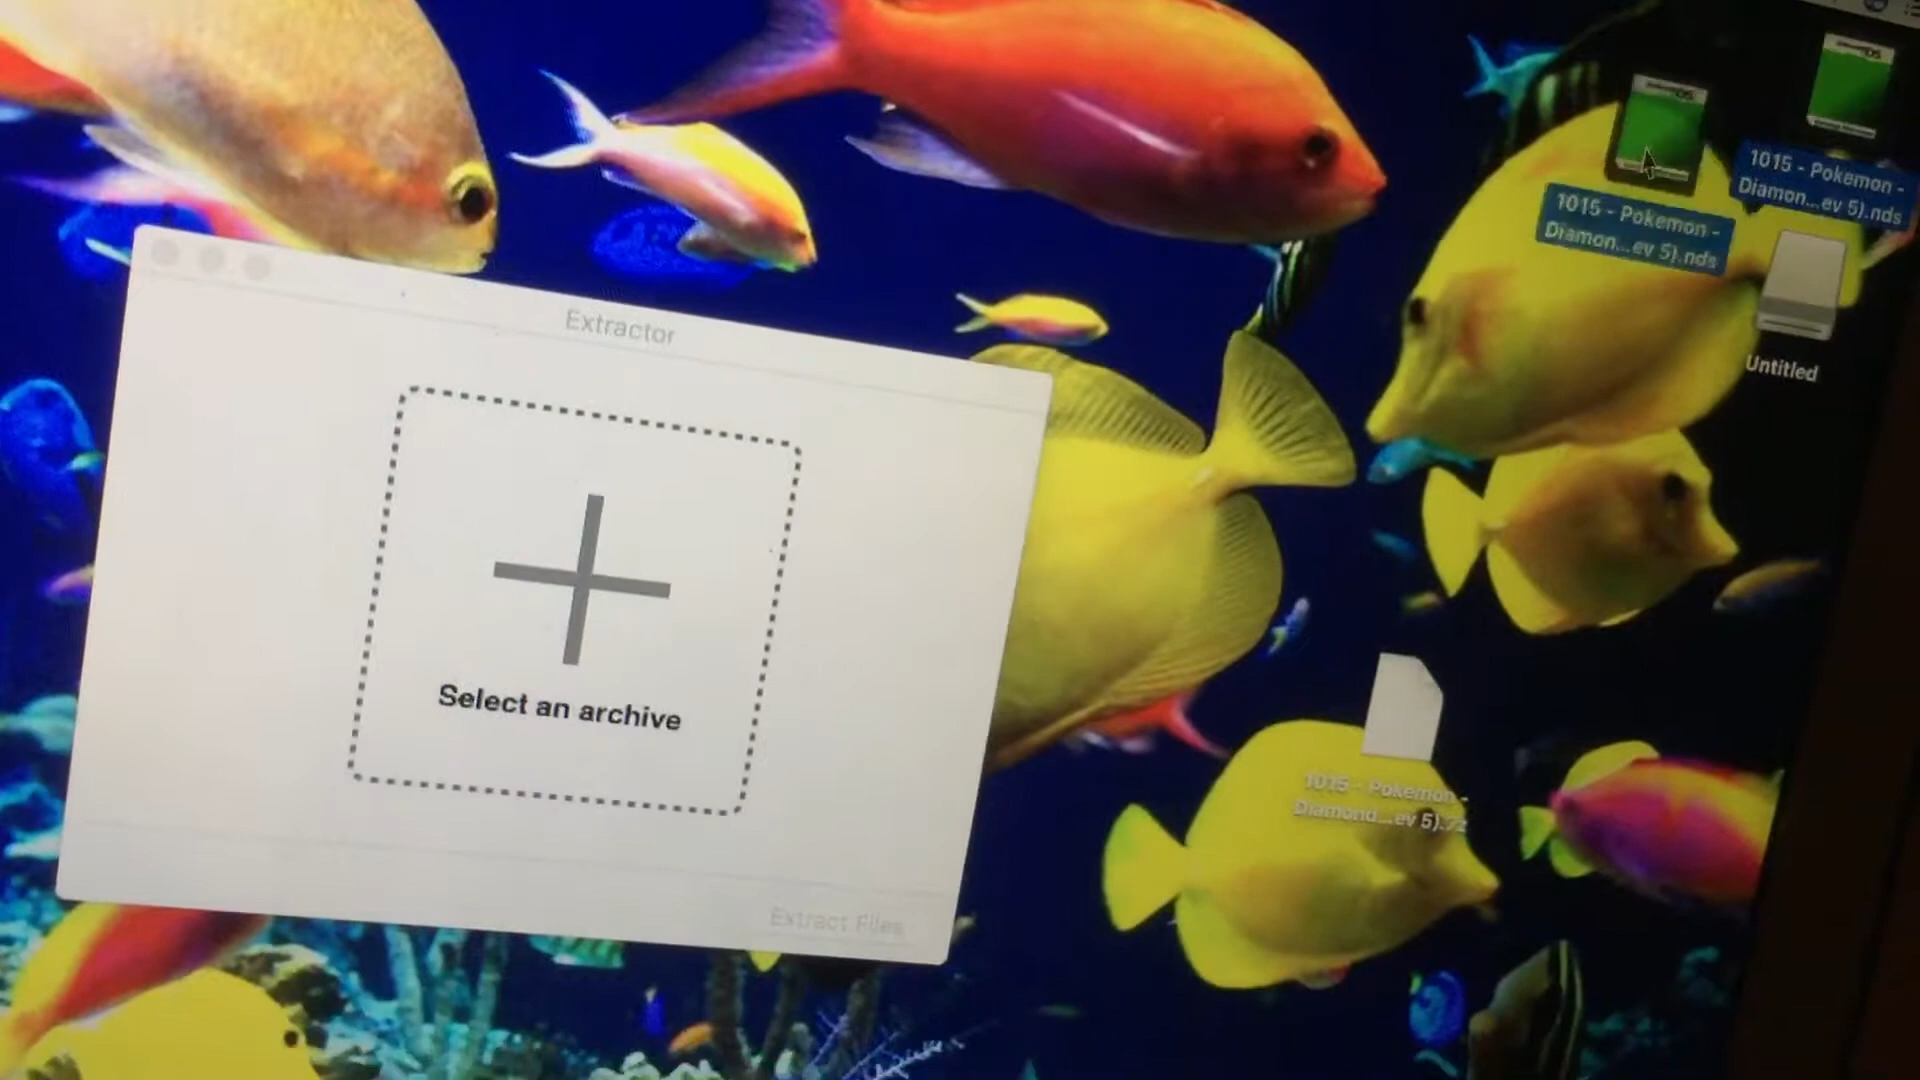 1015 - Pokemon -
Diamon...ev 5).nds
1015 - Pokemon -
Diamon...ev 5).nds
Untitled
Extractor
Select an archive
1015 - Pokemon -
Diamond...ev 5).7z
Extract Files